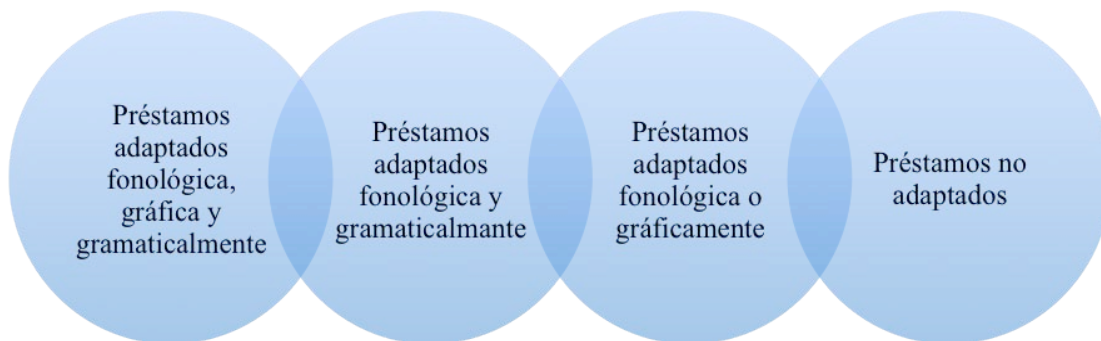 Préstamos
adaptados
fonológica,
gráfica y
gramaticalmente
Préstamos
adaptados
fonológica y
gramaticalmante
Préstamos
adaptados
fonológica o
gráficamente
Préstamos no
adaptados